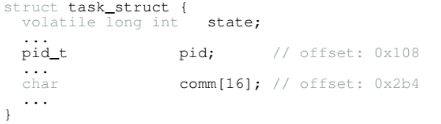 struct task_struct {
volatile long int state;
...
pid_t pid; // offset: 0x108
...
char comm[16]; // offset: 0x2b4
...
}